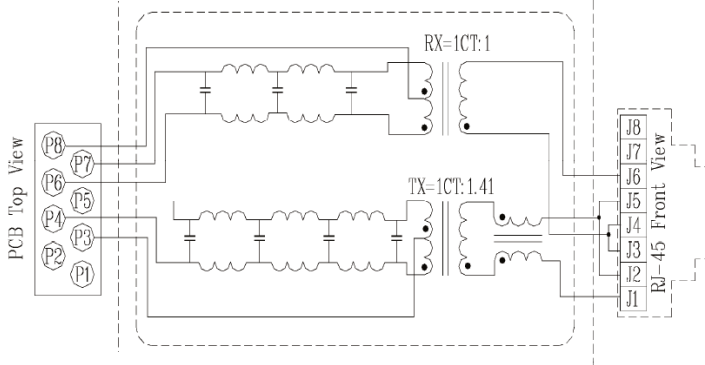 RX=1CT:1
TX=1CT:1.41
PCB Top View
P8
P7
P6
P5
P4
P3
P2
P1
J8
J7
J6
J5
J4
J3
J2
J1
RJ-45 Front View